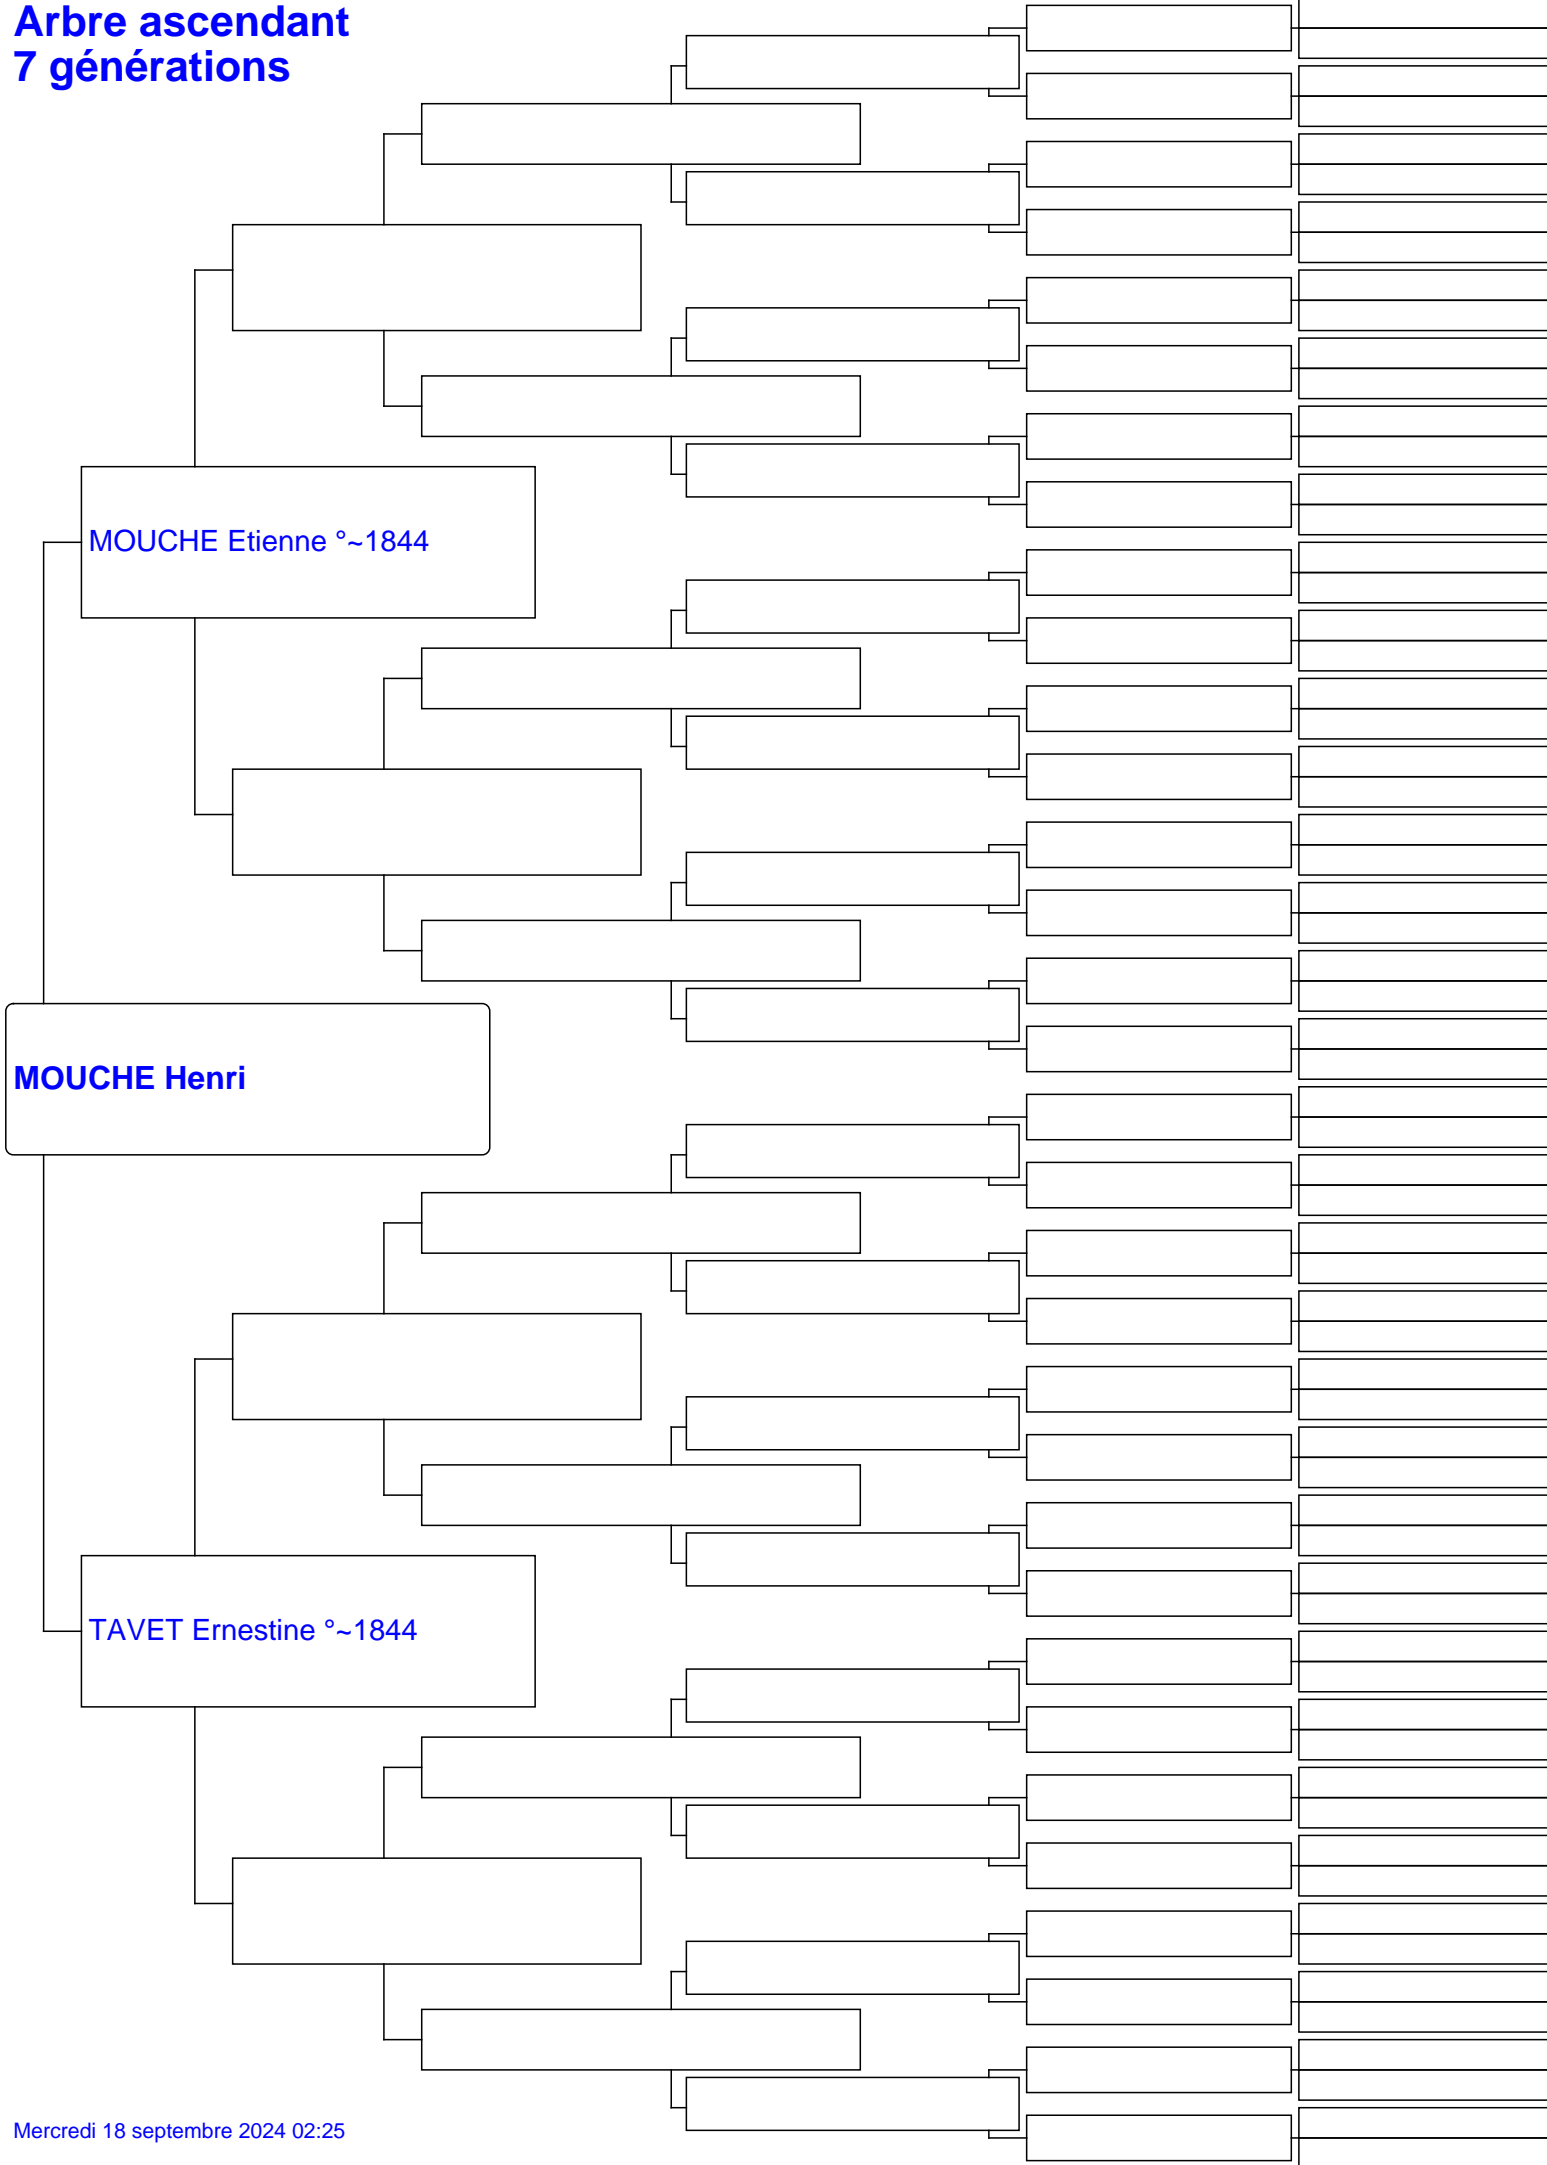 Arbre ascendant
7 générations
MOUCHE Etienne °~1844
MOUCHE Henri
TAVET Ernestine °~1844
Mercredi 18 septembre 2024 02:25